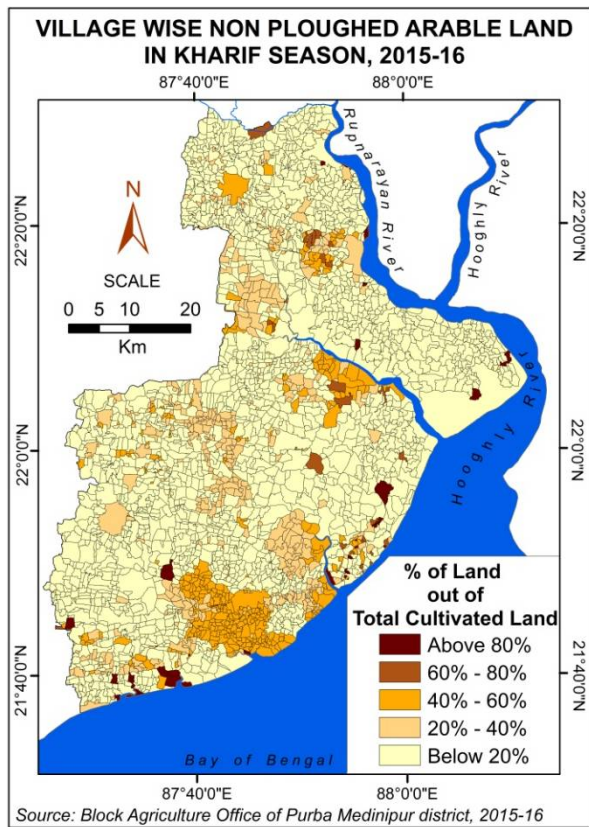 VILLAGE WISE NON PLOUGHED ARABLE LAND
IN KHARIF SEASON, 2015-16
87°40'0"E
88°0'0"E
Rupnarayan River
Hooghly River
N
22°20'0"N
22°20'0"N
SCALE
0 5 10 20
Km
22°0'0"N
22°0'0"N
Hooghly River
% of Land
out of
Total Cultivated Land
Above 80%
60% - 80%
40% - 60%
20% - 40%
Below 20%
21°40'0"N
21°40'0"N
Bay of Bengal
87°40'0"E
88°0'0"E
Source: Block Agriculture Office of Purba Medinipur district, 2015-16